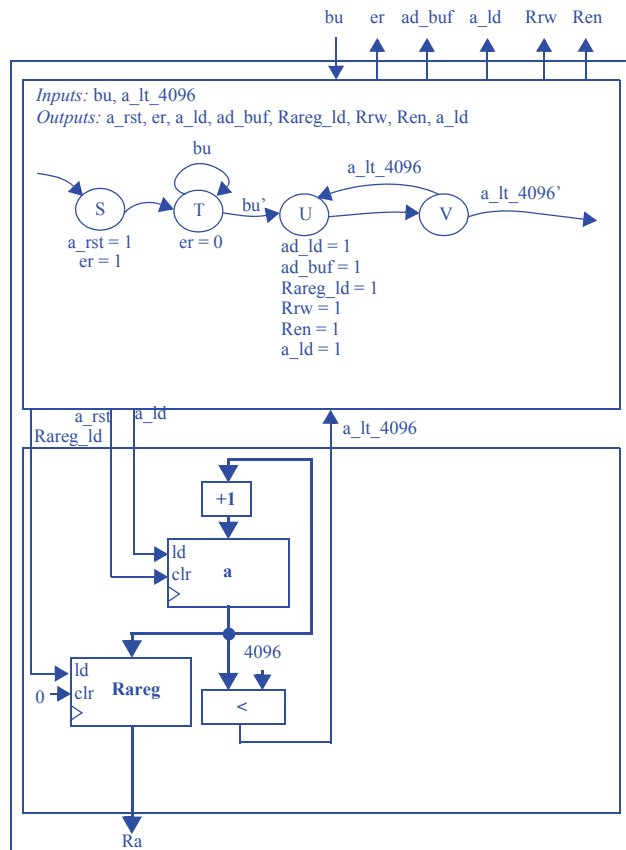 bu er ad_buf a_ld Rrw Ren
Inputs: bu, a_lt_4096
Outputs: a_rst, er, a_ld, ad_buf, Rareg_ld, Rrw, Ren, a_ld
bu
a_lt_4096
a_lt_4096’
S T bu’ U V
a_rst = 1
er = 1
er = 0
ad_ld = 1
ad_buf = 1
Rareg_ld = 1
Rrw = 1
Ren = 1
a_ld = 1
a_rst
a_ld
Rareg_ld
a_lt_4096
+1
ld
clr
a
4096
ld
0 clr
Rareg
<
Ra